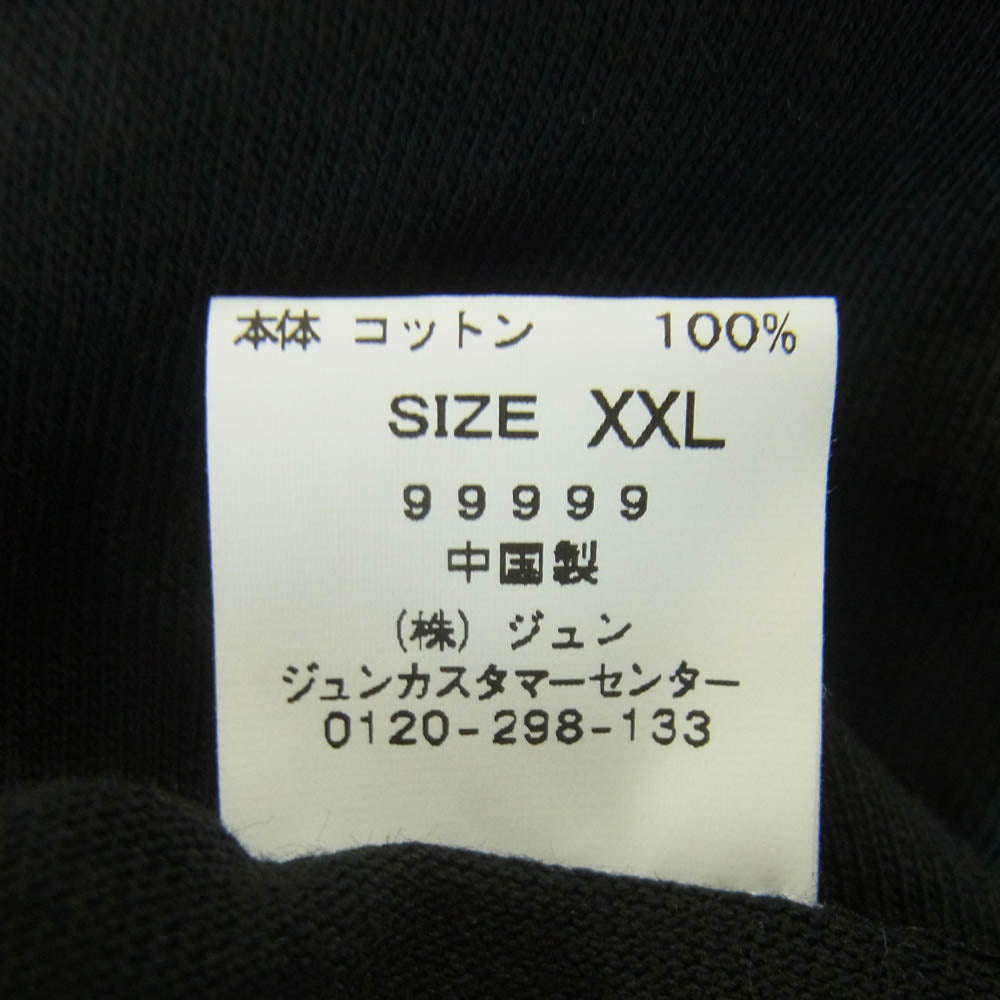 本体 コットン 100%
SIZE XXL
99999
中国製
(株) ジュン
ジュンカスタマーセンター
0120-298-133